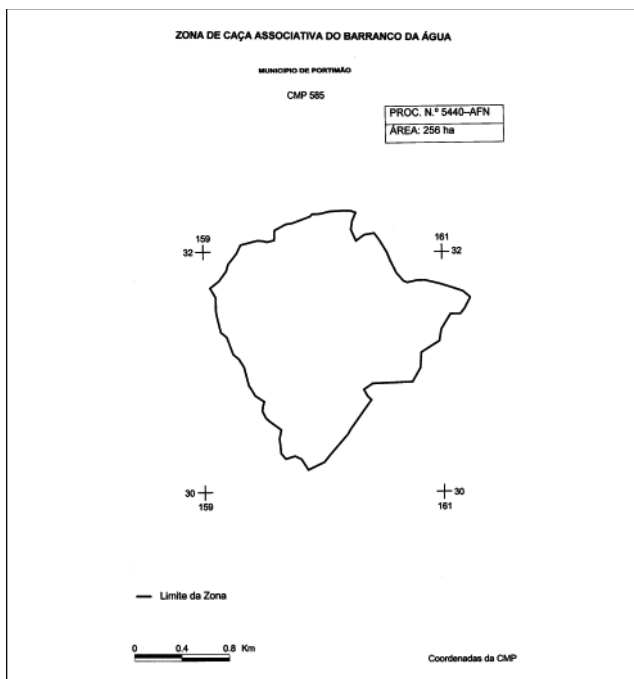 ZONA DE CAÇA ASSOCIATIVA DO BARRANCO DA ÁGUA
MUNICIPIO DE PORTIMÃO
CMP 585
PROC. N.º 5440–AFN
ÁREA: 256 ha
159
32
161
32
30
159
30
161
Limite da Zona
0 0.4 0.8 Km
Coordenadas da CMP